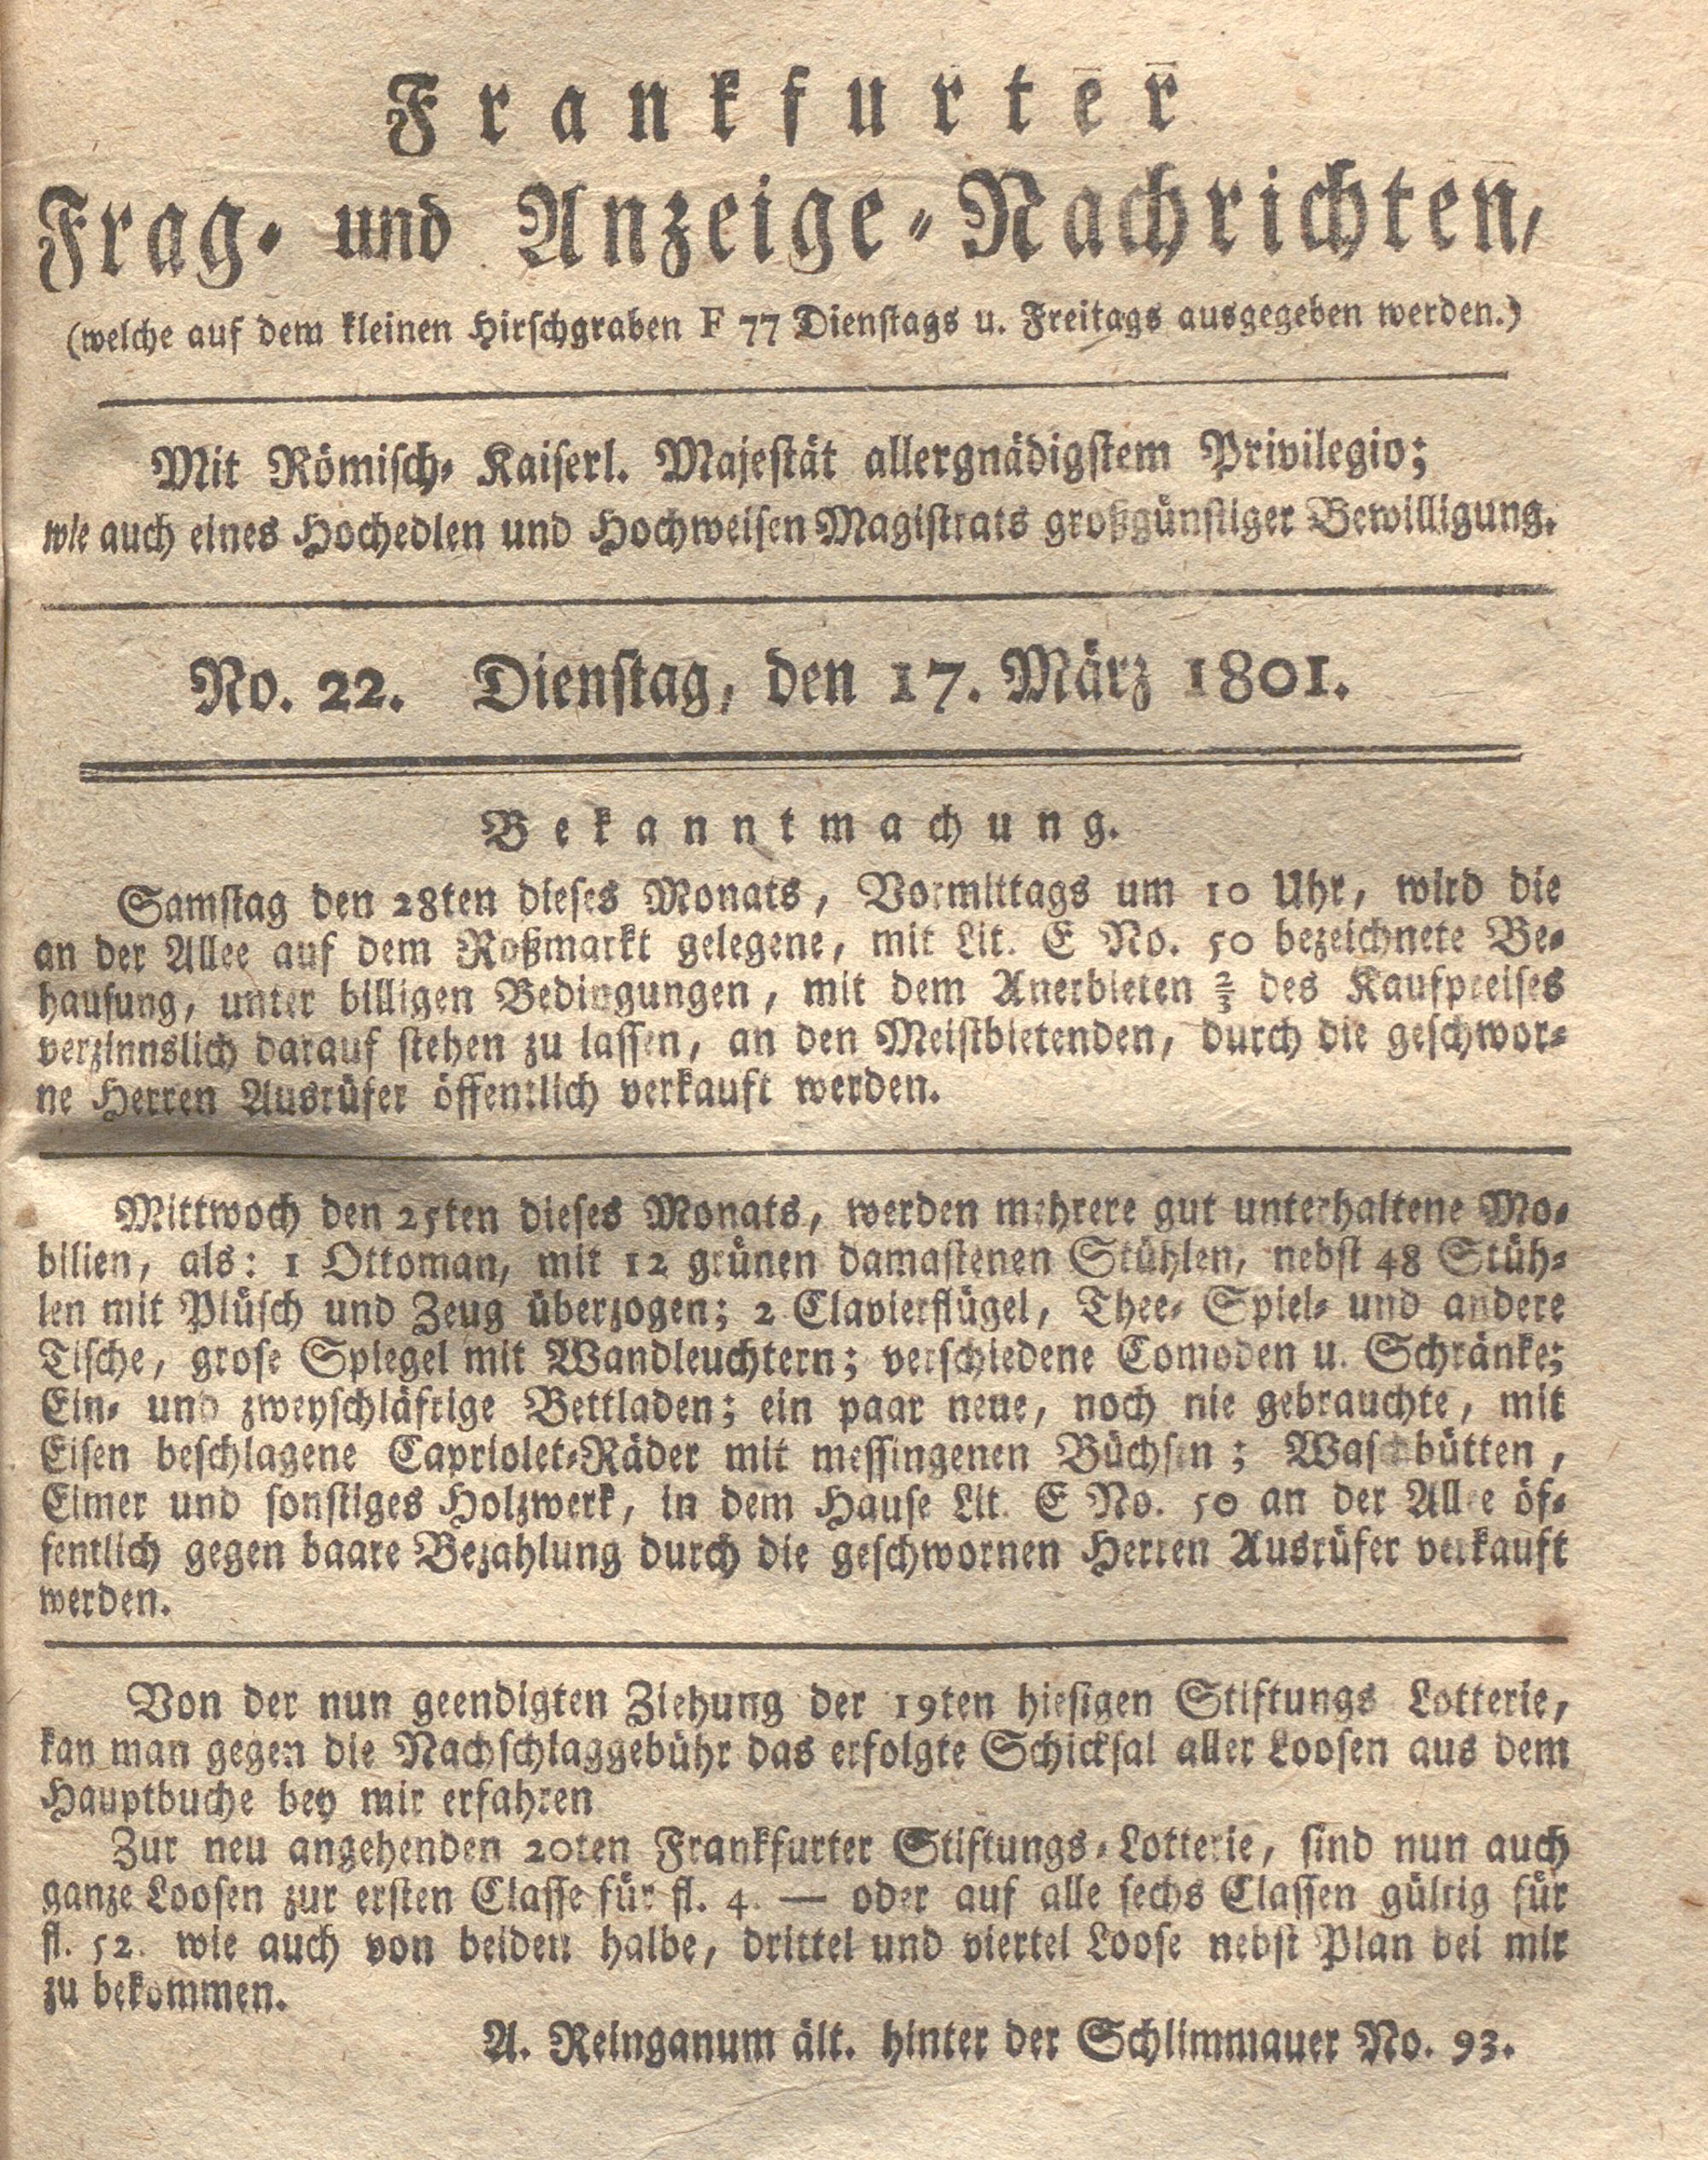 Frankfurter
Frag- und Anzeige-Nachrichten,
(welche auf dem kleinen Hirschgraben F 77 Dienstags u. Freitags ausgegeben werden.)
Mit Römisch- Kaiserl. Majestät allergnädigstem Privilegio;
wie auch eines Hochedlen und Hochweisen Magistrats großgünstiger Bewilligung.
No. 22. Dienstag, den 17. März 1801.
Bekanntmachung.
Samstag den 28ten dieses Monats, Vormittags um 10 Uhr, wird die
an der Allee auf dem Roßmarkt gelegene, mit Lit. E No. 50 bezeichnete Be-
hausung, unter billigen Bedingungen, mit dem Anerbieten ⅔ des Kaufpreises
verzinnslich darauf stehen zu lassen, an den Meistbietenden, durch die geschwor-
ne Herren Ausrüfer öffentlich verkauft werden.
Mittwoch den 25ten dieses Monats, werden mehrere gut unterhaltene Mo-
bilien, als: 1 Ottoman, mit 12 grünen damastenen Stühlen, nebst 48 Stüh-
len mit Plüsch und Zeug überzogen; 2 Clavierflügel, Thee- Spiel- und andere
Tische, grose Spiegel mit Wandleuchtern; verschiedene Comoden u. Schränke;
Ein- und zweyschläfrige Bettladen; ein paar neue, noch nie gebrauchte, mit
Eisen beschlagene Capriolet-Räder mit messingenen Büchsen; Waschbütten,
Eimer und sonstiges Holzwerk, in dem Hause Lit. E No. 50 an der Allee öf-
fentlich gegen baare Bezahlung durch die geschwornen Herren Ausrüfer verkauft
werden.
Von der nun geendigten Ziehung der 19ten hiesigen Stiftungs Lotterie,
kan man gegen die Nachschlaggebühr das erfolgte Schicksal aller Loosen aus dem
Hauptbuche bey mir erfahren
Zur neu angehenden 20ten Frankfurter Stiftungs-Lotterie, sind nun auch
ganze Loosen zur ersten Classe für fl. 4. — oder auf alle sechs Classen gültig für
fl. 52. wie auch von beiden halbe, drittel und viertel Loose nebst Plan bei mir
zu bekommen.
A. Reinganum ält. hinter der Schlimmauer No. 93.